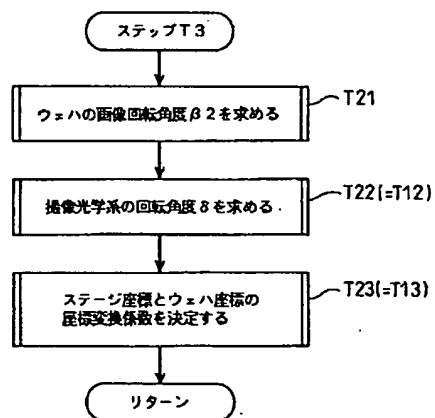 ステップT3
ウェハの画像回転角度β2を求める
T21
撮像光学系の回転角度δを求める.
T22(=T12)
ステージ座標とウェハ座標の
座標変換係数を決定する
T23(=T13)
リターン